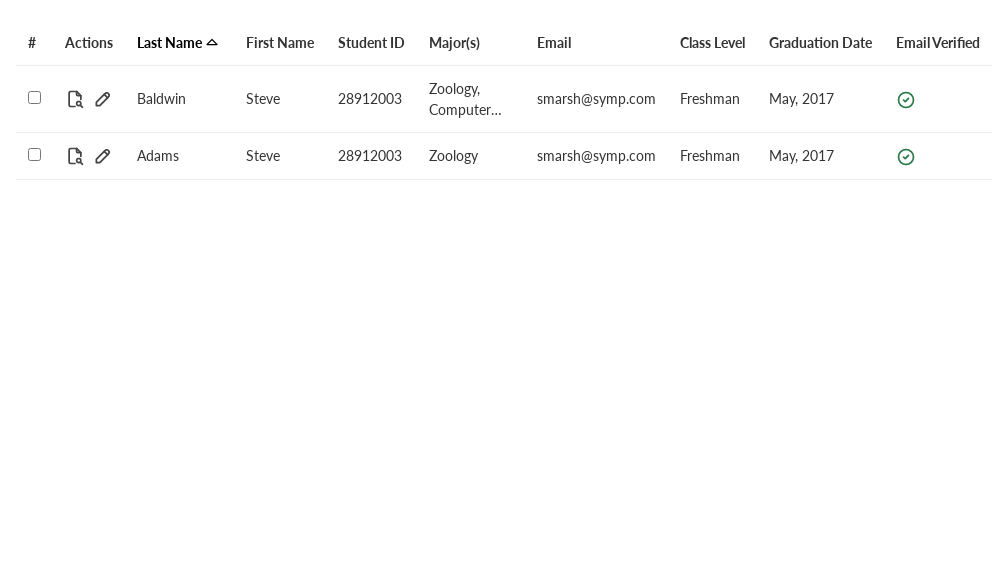 # Actions Last Name First Name Student ID Major(s) Email Class Level Graduation Date Email Verified
Baldwin Steve 28912003 Zoology, Computer... smarsh@symp.com Freshman May, 2017
Adams Steve 28912003 Zoology smarsh@symp.com Freshman May, 2017